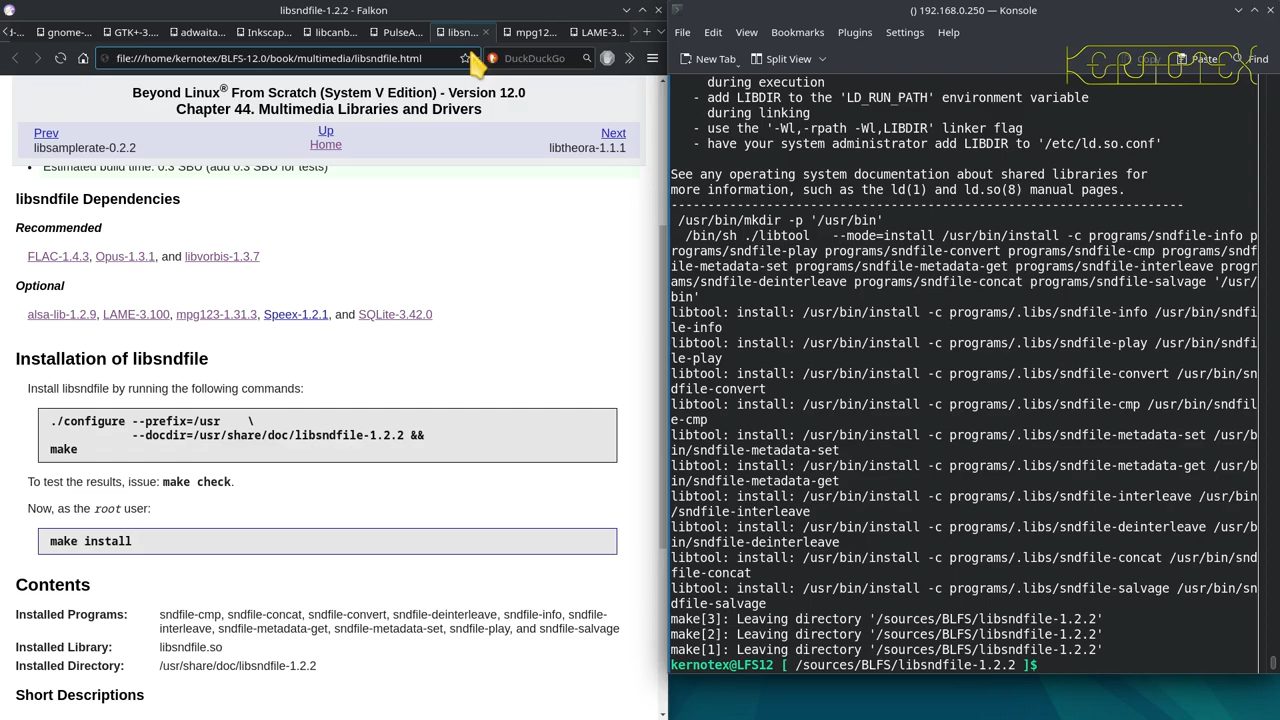 libsndfile-1.2.2 - Falkon
gnome-...
GTK+-3....
adwaita...
Inkscap...
libcanb...
PulseA...
libsn...
mpg12...
LAME-3...
file:///home/kernotex/BLFS-12.0/book/multimedia/libsndfile.html
DuckDuckGo
Beyond Linux® From Scratch (System V Edition) - Version 12.0
Chapter 44. Multimedia Libraries and Drivers
Prev
Up
Next
libsamplerate-0.2.2
Home
libtheora-1.1.1
Estimated build time: 0.3 SBU (add 0.3 SBU for tests)
libsndfile Dependencies
Recommended
FLAC-1.4.3, Opus-1.3.1, and libvorbis-1.3.7
Optional
alsa-lib-1.2.9, LAME-3.100, mpg123-1.31.3, Speex-1.2.1, and SQLite-3.42.0
Installation of libsndfile
Install libsndfile by running the following commands:
./configure --prefix=/usr    \
--docdir=/usr/share/doc/libsndfile-1.2.2 &&
make
To test the results, issue: make check.
Now, as the root user:
make install
Contents
Installed Programs: sndfile-cmp, sndfile-concat, sndfile-convert, sndfile-deinterleave, sndfile-info, sndfile-
interleave, sndfile-metadata-get, sndfile-metadata-set, sndfile-play, and sndfile-salvage
Installed Library: libsndfile.so
Installed Directory: /usr/share/doc/libsndfile-1.2.2
Short Descriptions
() 192.168.0.250 — Konsole
File Edit View Bookmarks Plugins Settings Help
New Tab Split View Copy Paste Find
KERNOTEX
during execution
- add LIBDIR to the 'LD_RUN_PATH' environment variable
during linking
- use the '-Wl,-rpath -Wl,LIBDIR' linker flag
- have your system administrator add LIBDIR to '/etc/ld.so.conf'
See any operating system documentation about shared libraries for
more information, such as the ld(1) and ld.so(8) manual pages.
----------------------------------------------------------------------
/usr/bin/mkdir -p '/usr/bin'
/bin/sh ./libtool   --mode=install /usr/bin/install -c programs/sndfile-info p
rograms/sndfile-play programs/sndfile-convert programs/sndfile-cmp programs/sndf
ile-metadata-set programs/sndfile-metadata-get programs/sndfile-interleave progr
ams/sndfile-deinterleave programs/sndfile-concat programs/sndfile-salvage '/usr/
bin'
libtool: install: /usr/bin/install -c programs/.libs/sndfile-info /usr/bin/sndfi
le-info
libtool: install: /usr/bin/install -c programs/.libs/sndfile-play /usr/bin/sndfi
le-play
libtool: install: /usr/bin/install -c programs/.libs/sndfile-convert /usr/bin/sn
dfile-convert
libtool: install: /usr/bin/install -c programs/.libs/sndfile-cmp /usr/bin/sndfil
e-cmp
libtool: install: /usr/bin/install -c programs/.libs/sndfile-metadata-set /usr/b
in/sndfile-metadata-set
libtool: install: /usr/bin/install -c programs/.libs/sndfile-metadata-get /usr/b
in/sndfile-metadata-get
libtool: install: /usr/bin/install -c programs/.libs/sndfile-interleave /usr/bin
/sndfile-interleave
libtool: install: /usr/bin/install -c programs/.libs/sndfile-deinterleave /usr/b
in/sndfile-deinterleave
libtool: install: /usr/bin/install -c programs/.libs/sndfile-concat /usr/bin/snd
file-concat
libtool: install: /usr/bin/install -c programs/.libs/sndfile-salvage /usr/bin/sn
dfile-salvage
make[3]: Leaving directory '/sources/BLFS/libsndfile-1.2.2'
make[2]: Leaving directory '/sources/BLFS/libsndfile-1.2.2'
make[1]: Leaving directory '/sources/BLFS/libsndfile-1.2.2'
kernotex@LFS12 [ /sources/BLFS/libsndfile-1.2.2 ]$